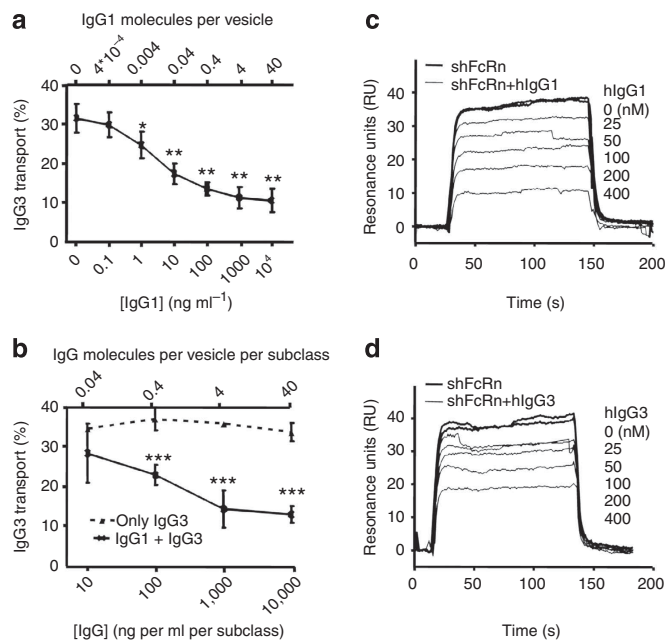 a
IgG1 molecules per vesicle
0 4*10⁻⁴ 0.004 0.04 0.4 4 40
IgG3 transport (%)
40
30
20
10
0
* ** ** ** **
0 0.1 1 10 100 1000 10⁴
[IgG1] (ng ml⁻¹)
b
IgG molecules per vesicle per subclass
0.04 0.4 4 40
IgG3 transport (%)
40
30
20
10
0
*** *** ***
Only IgG3
IgG1 + IgG3
10 100 1,000 10,000
[IgG] (ng per ml per subclass)
c
shFcRn
shFcRn+hIgG1
hIgG1
0 (nM)
25
50
100
200
400
Resonance units (RU)
50
40
30
20
10
0
0 50 100 150 200
Time (s)
d
shFcRn
shFcRn+hIgG3
hIgG3
0 (nM)
25
50
100
200
400
Resonance units (RU)
50
40
30
20
10
0
0 50 100 150 200
Time (s)